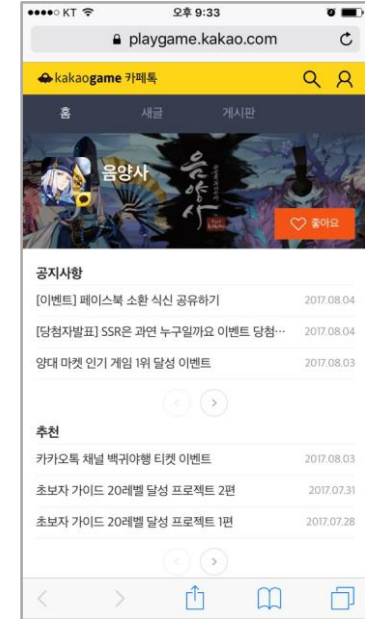 KT 오후 9:33
playgame.kakao.com
kakaogame 카페톡
홈 새글 게시판
음양사
음양사
좋아요
공지사항
[이벤트] 페이스북 소환 식신 공유하기 2017.08.04
[당첨자발표] SSR은 과연 누구일까요 이벤트 당첨… 2017.08.04
양대 마켓 인기 게임 1위 달성 이벤트 2017.08.03
추천
카카오톡 채널 백귀야행 티켓 이벤트 2017.08.03
초보자 가이드 20레벨 달성 프로젝트 2편 2017.07.31
초보자 가이드 20레벨 달성 프로젝트 1편 2017.07.28